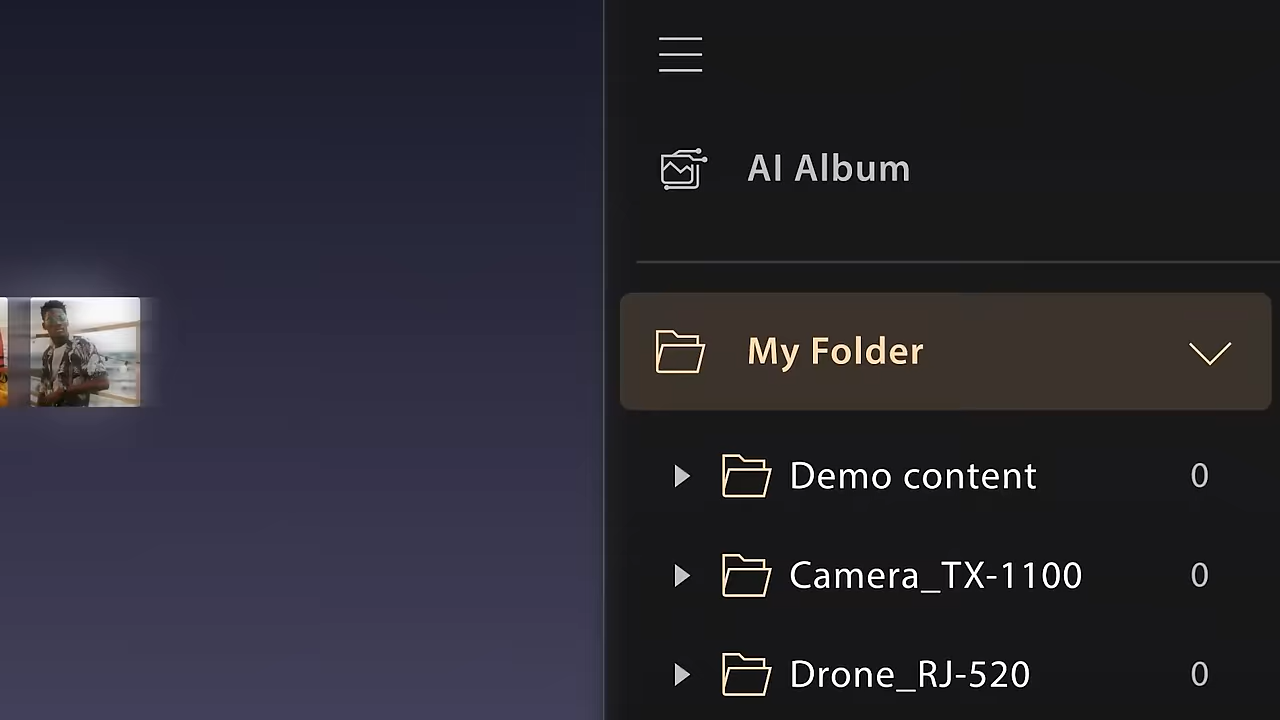 AI Album
My Folder
Demo content 0
Camera_TX-1100 0
Drone_RJ-520 0